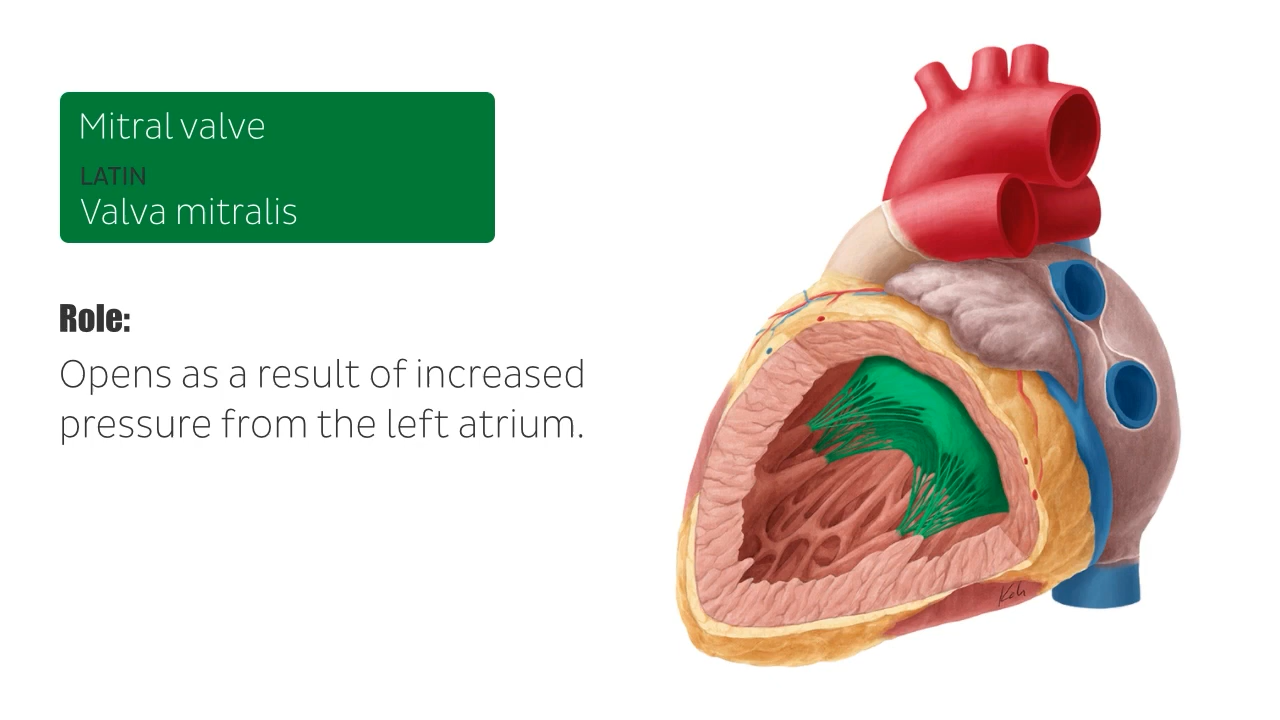 Mitral valve
LATIN
Valva mitralis
Role:
Opens as a result of increased
pressure from the left atrium.